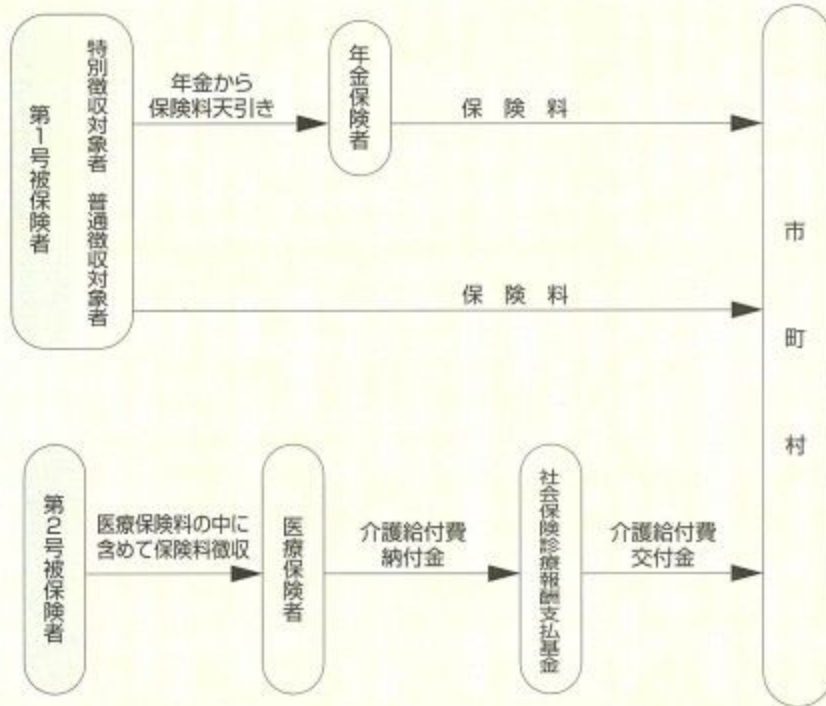 第1号被保険者
特別徴収対象者 普通徴収対象者
年金から
保険料天引き
年金保険者
保険料
保険料
市町村
第2号被保険者
医療保険料の中に
含めて保険料徴収
医療保険者
介護給付費
納付金
社会保険診療報酬支払基金
介護給付費
交付金